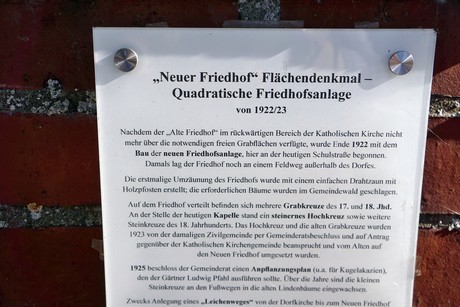 „Neuer Friedhof“ Flächendenkmal –
Quadratische Friedhofsanlage
von 1922/23
Nachdem der „Alte Friedhof“ im rückwärtigen Bereich der Katholischen Kirche nicht
mehr über die notwendigen freien Grabflächen verfügte, wurde Ende 1922 mit dem
Bau der neuen Friedhofsanlage, hier an der heutigen Schulstraße begonnen.
Damals lag der Friedhof noch an einem Feldweg außerhalb des Dorfes.
Die erstmalige Umzäunung des Friedhofs wurde mit einem einfachen Drahtzaun mit
Holzpfosten erstellt; die erforderlichen Bäume wurden im Gemeindewald geschlagen.
Auf dem Friedhof verteilt befinden sich mehrere Grabkreuze des 17. und 18. Jhd.
An der Stelle der heutigen Kapelle stand ein steinernes Hochkreuz sowie weitere
Steinkreuze des 18. Jahrhunderts. Das Hochkreuz und die alten Grabkreuze wurden
1923 von der damaligen Zivilgemeinde per Gemeinderatsbeschluss und auf Antrag
gegenüber der Katholischen Kirchengemeinde beansprucht und vom Alten auf
den Neuen Friedhof umgesetzt wurden.
1925 beschloss der Gemeinderat einen Anpflanzungsplan (u.a. für Kugelakazien),
den der Gärtner Ludwig Pfahl ausführen sollte. Über die Jahre sind die kleinen
Steinkreuze an den Fußwegen in die alten Lindenbäume eingewachsen.
Zwecks Anlegung eines „Leichenweges“ von der Dorfkirche bis zum Neuen Friedhof